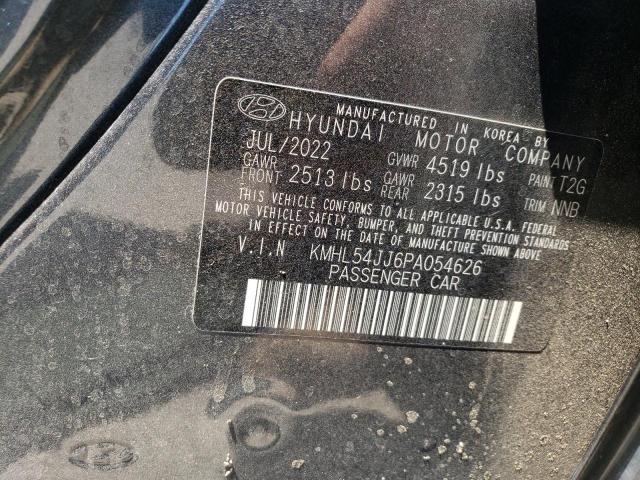 MANUFACTURED IN KOREA BY
HYUNDAI MOTOR COMPANY
JUL/2022 GVWR 4519 lbs PAINT T2G
GAWR FRONT 2513 lbs GAWR REAR 2315 lbs TRIM NNB
THIS VEHICLE CONFORMS TO ALL APPLICABLE U.S.A. FEDERAL
MOTOR VEHICLE SAFETY, BUMPER, AND THEFT PREVENTION STANDARDS
IN EFFECT ON THE DATE OF MANUFACTURE SHOWN ABOVE
V.I.N KMHL54JJ6PA054626
PASSENGER CAR